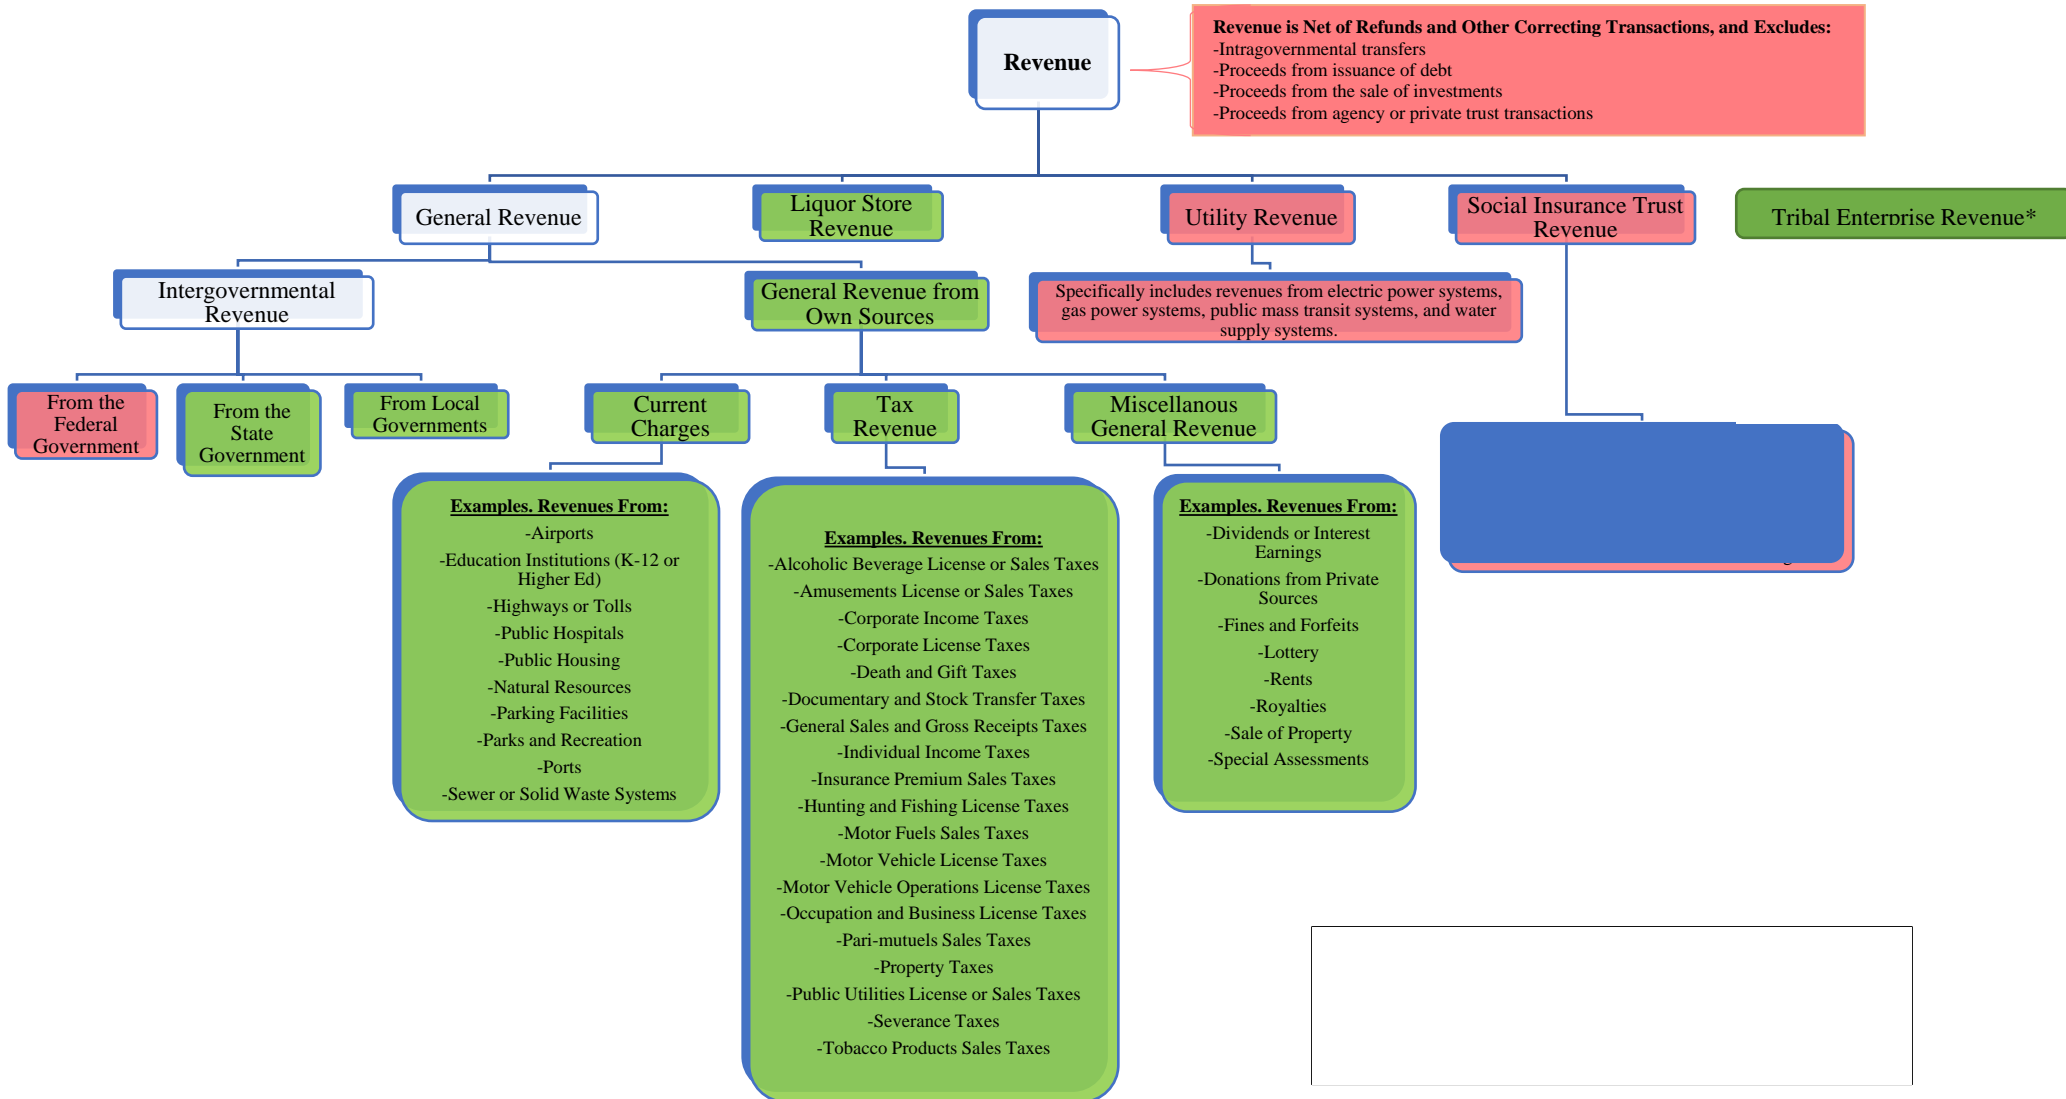 Revenue
Revenue is Net of Refunds and Other Correcting Transactions, and Excludes:
-Intragovernmental transfers
-Proceeds from issuance of debt
-Proceeds from the sale of investments
-Proceeds from agency or private trust transactions
General Revenue
Liquor Store
Revenue
Utility Revenue
Social Insurance Trust
Revenue
Tribal Enterprise Revenue*
Intergovernmental
Revenue
General Revenue from
Own Sources
Specifically includes revenues from electric power systems,
gas power systems, public mass transit systems, and water
supply systems.
From the
Federal
Government
From the
State
Government
From Local
Governments
Current
Charges
Tax
Revenue
Miscellanous
General Revenue
Examples. Revenues From:
-Airports
-Education Institutions (K-12 or
Higher Ed)
-Highways or Tolls
-Public Hospitals
-Public Housing
-Natural Resources
-Parking Facilities
-Parks and Recreation
-Ports
-Sewer or Solid Waste Systems
Examples. Revenues From:
-Alcoholic Beverage License or Sales Taxes
-Amusements License or Sales Taxes
-Corporate Income Taxes
-Corporate License Taxes
-Death and Gift Taxes
-Documentary and Stock Transfer Taxes
-General Sales and Gross Receipts Taxes
-Individual Income Taxes
-Insurance Premium Sales Taxes
-Hunting and Fishing License Taxes
-Motor Fuels Sales Taxes
-Motor Vehicle License Taxes
-Motor Vehicle Operations License Taxes
-Occupation and Business License Taxes
-Pari-mutuels Sales Taxes
-Property Taxes
-Public Utilities License or Sales Taxes
-Severance Taxes
-Tobacco Products Sales Taxes
Examples. Revenues From:
-Dividends or Interest
Earnings
-Donations from Private
Sources
-Fines and Forfeits
-Lottery
-Rents
-Royalties
-Sale of Property
-Special Assessments